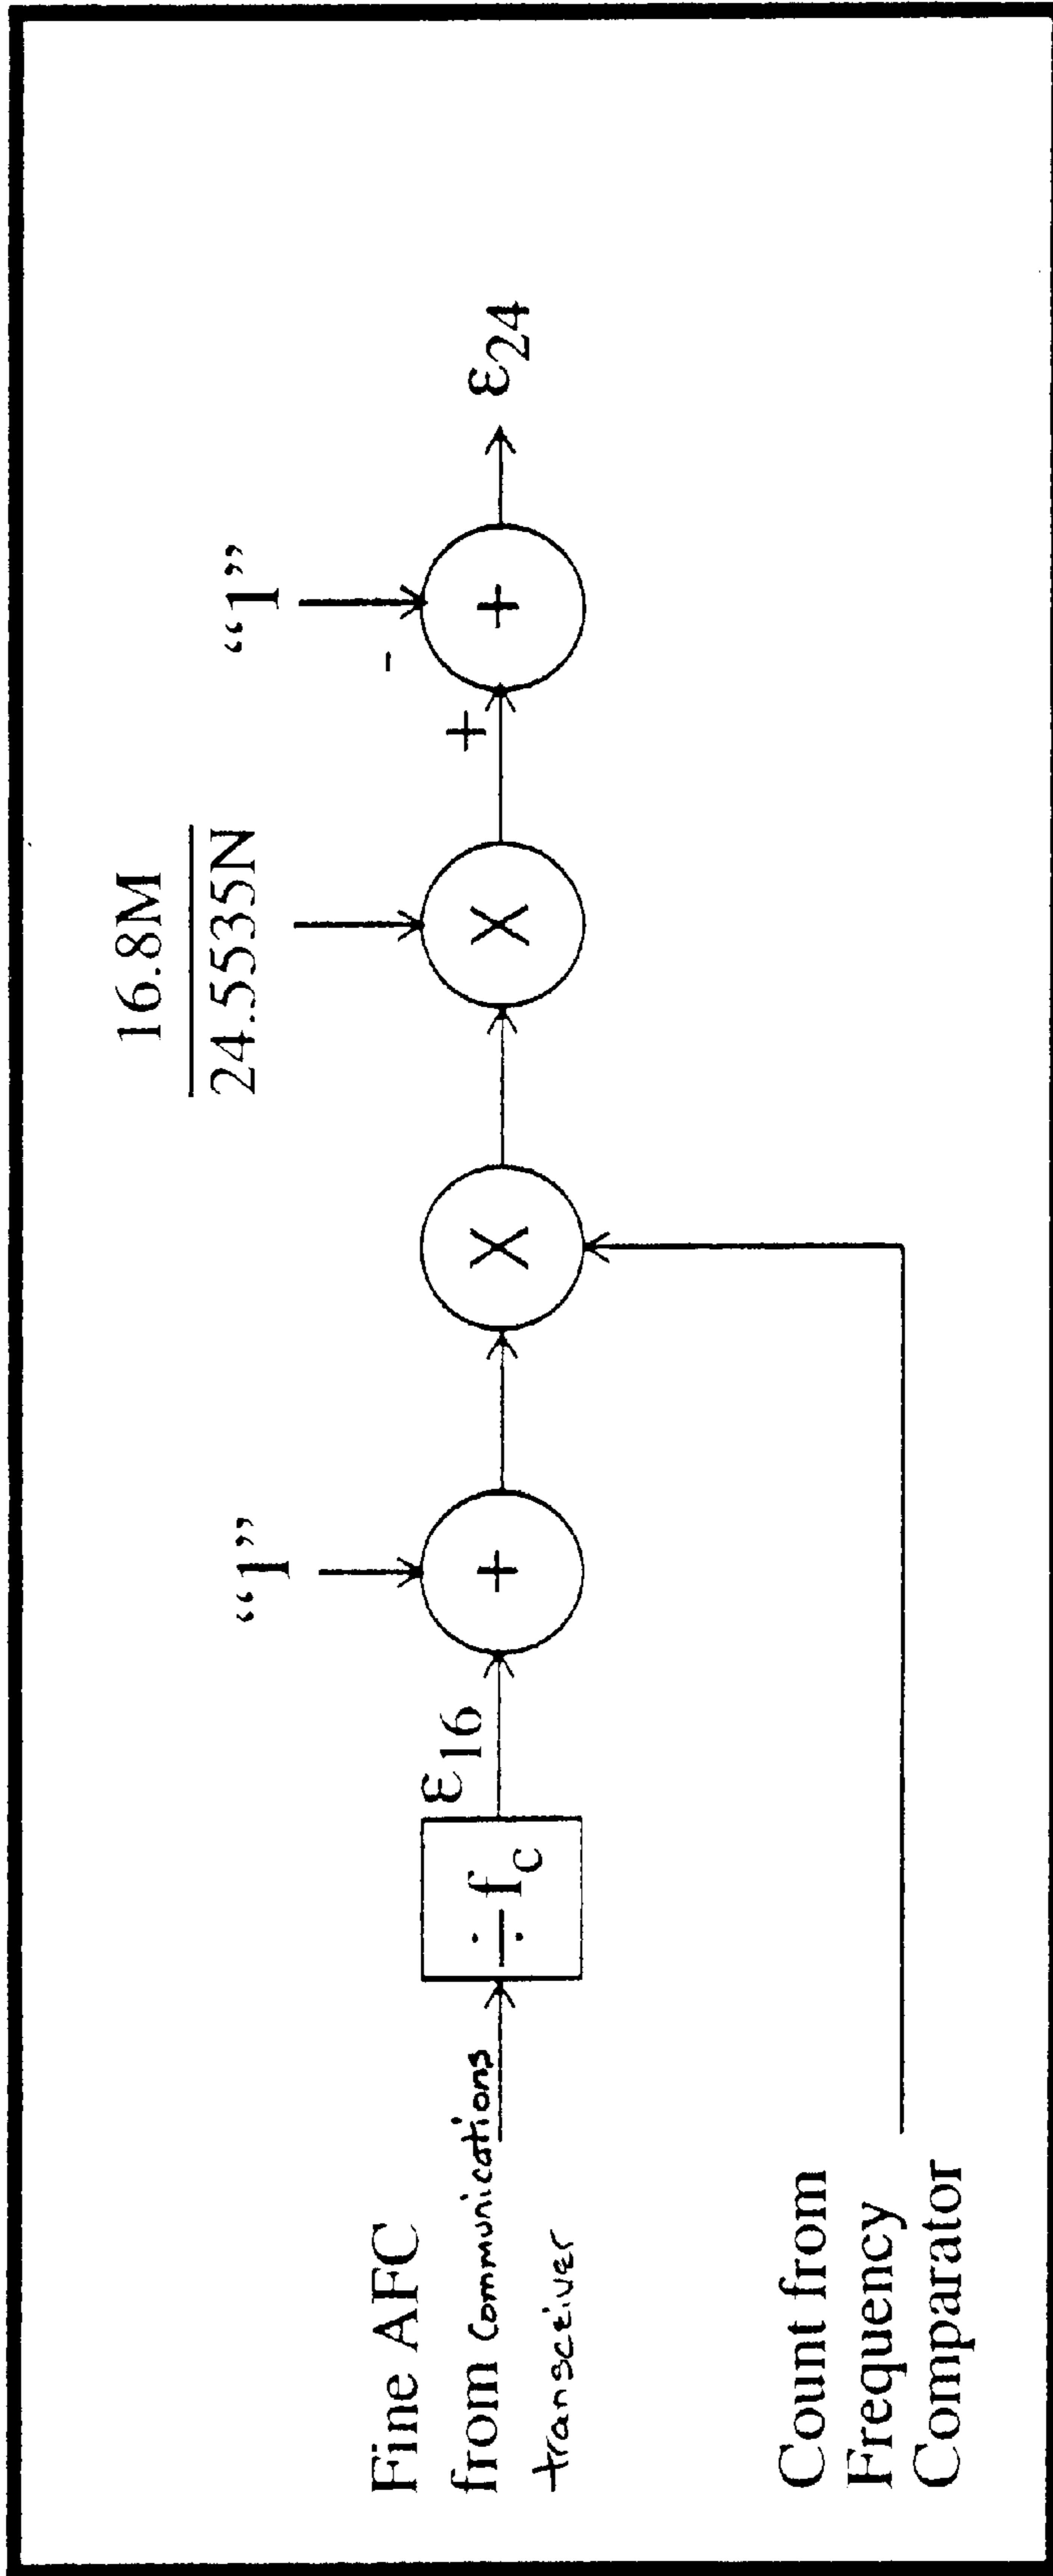 Fine AFC
from communications
transceiver
÷ f_c
ε16
“1”
+
X
16.8M
24.5535N
X
+
“1”
-
+
ε24
Count from
Frequency
Comparator